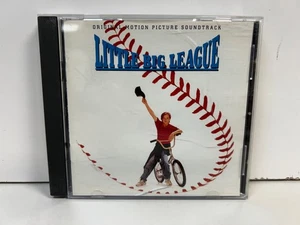 ORIGINAL MOTION PICTURE SOUNDTRACK
LITTLE BIG LEAGUE